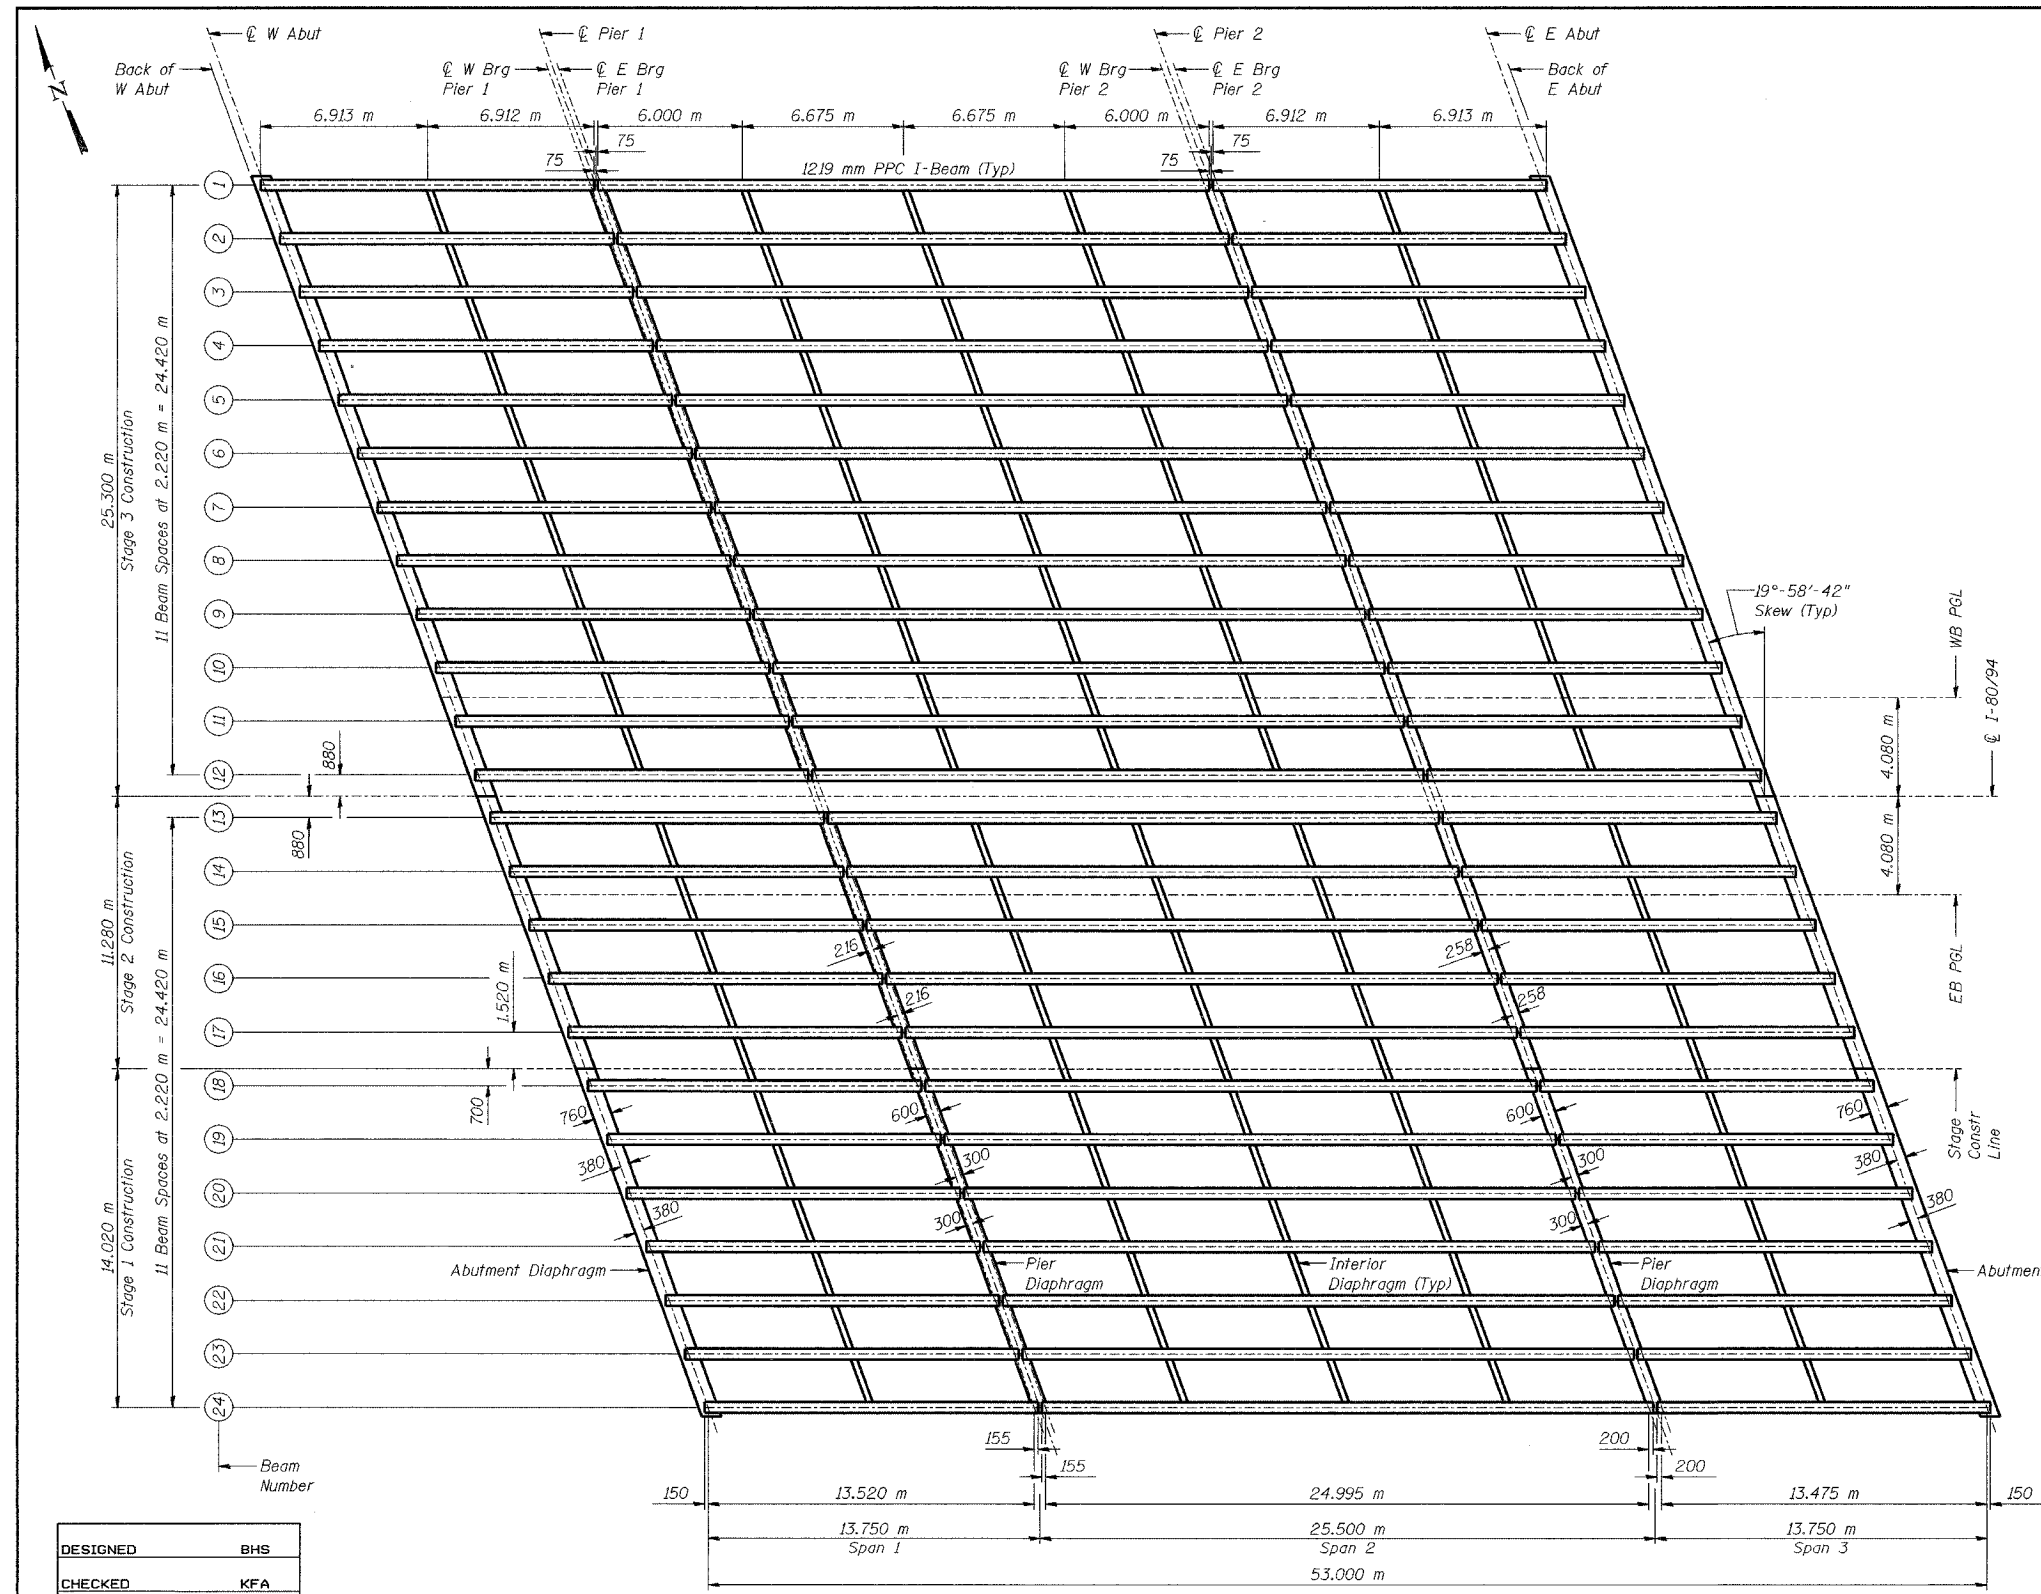 ℄ W Abut
℄ Pier 1
℄ Pier 2
℄ E Abut
Back of
W Abut
℄ W Brg
Pier 1
℄ E Brg
Pier 1
℄ W Brg
Pier 2
℄ E Brg
Pier 2
Back of
E Abut
N
6.913 m
6.912 m
6.000 m
6.675 m
6.675 m
6.000 m
6.912 m
6.913 m
75
75
75
75
1219 mm PPC I-Beam (Typ)
1
2
3
4
5
6
7
8
9
10
11
12
13
14
15
16
17
18
19
20
21
22
23
24
25.300 m
Stage 3 Construction
11 Beam Spaces at 2.220 m = 24.420 m
880
880
11.280 m
Stage 2 Construction
11 Beam Spaces at 2.220 m = 24.420 m
14.020 m
Stage 1 Construction
1.520 m
700
19°-58'-42"
Skew (Typ)
WB PGL
℄ I-80/94
4.080 m
4.080 m
EB PGL
Stage
Constr
Line
216
216
258
258
760
600
600
760
380
300
300
380
380
300
300
380
Abutment Diaphragm
Pier
Diaphragm
Interior
Diaphragm (Typ)
Pier
Diaphragm
Abutmen
Beam
Number
155
155
200
200
150
13.520 m
24.995 m
13.475 m
150
13.750 m
Span 1
25.500 m
Span 2
13.750 m
Span 3
53.000 m
DESIGNED BHS
CHECKED KFA